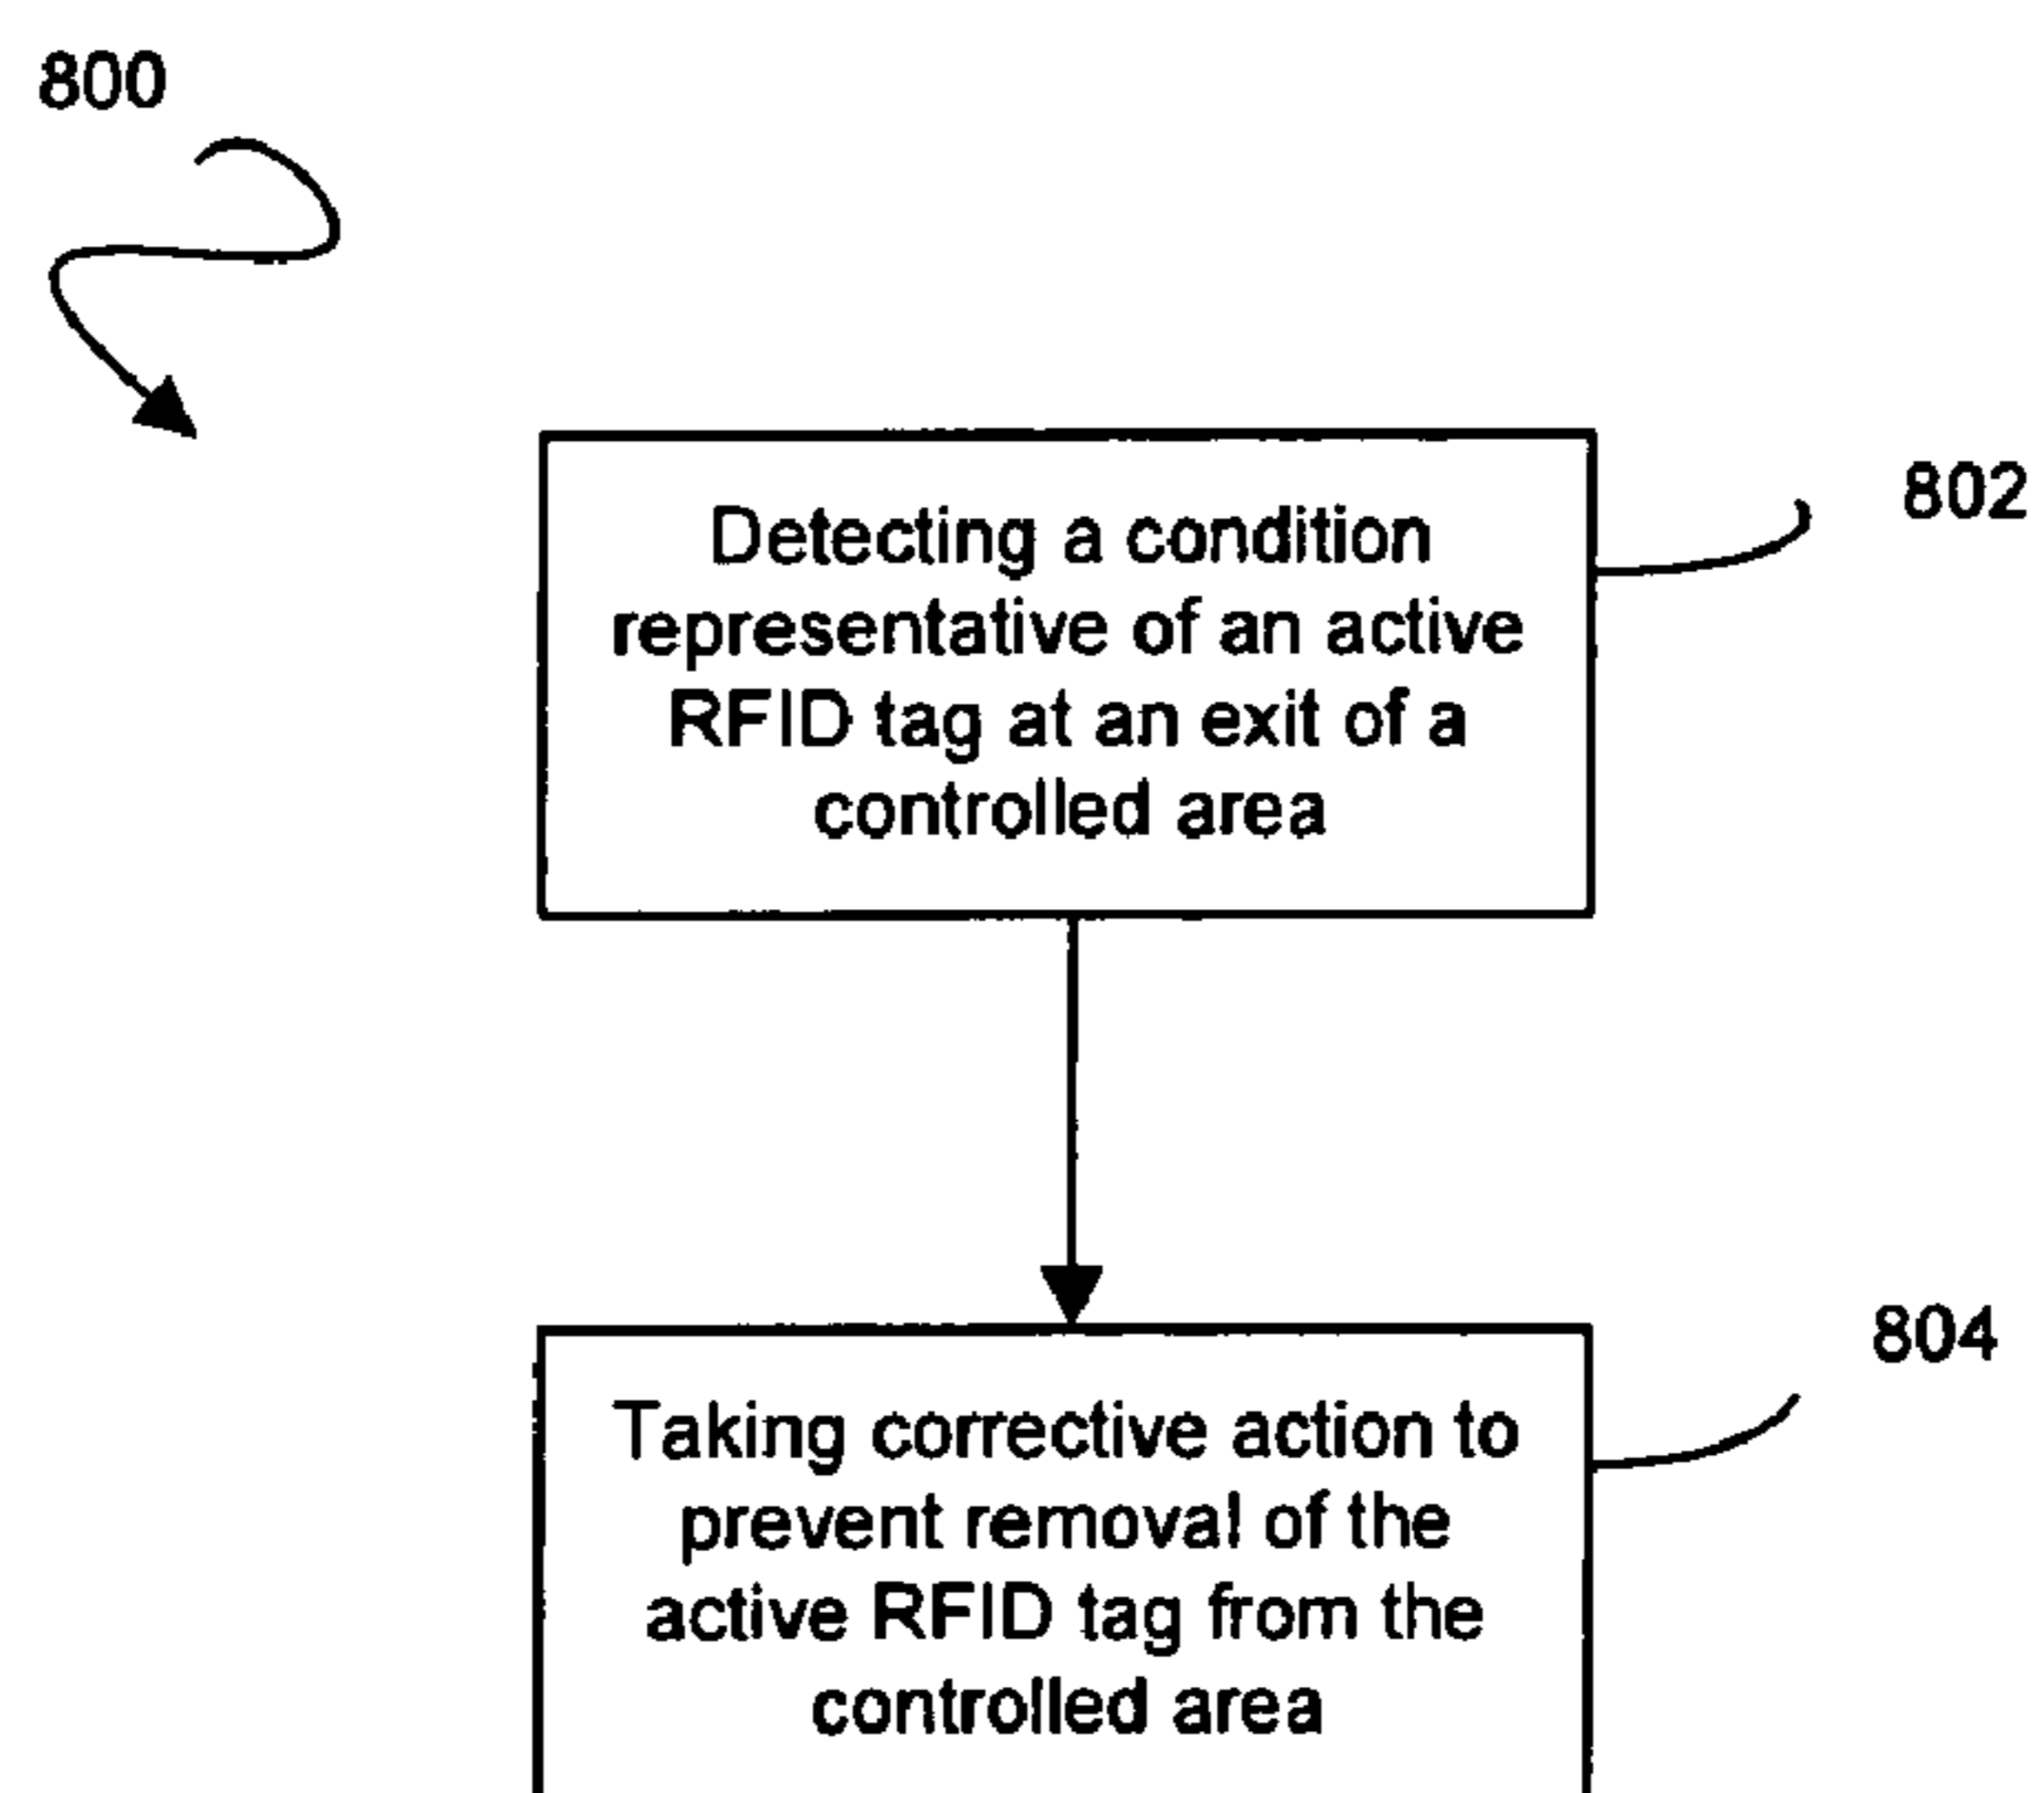 800
802
Detecting a condition
representative of an active
RFID tag at an exit of a
controlled area
804
Taking corrective action to
prevent removal of the
active RFID tag from the
controlled area